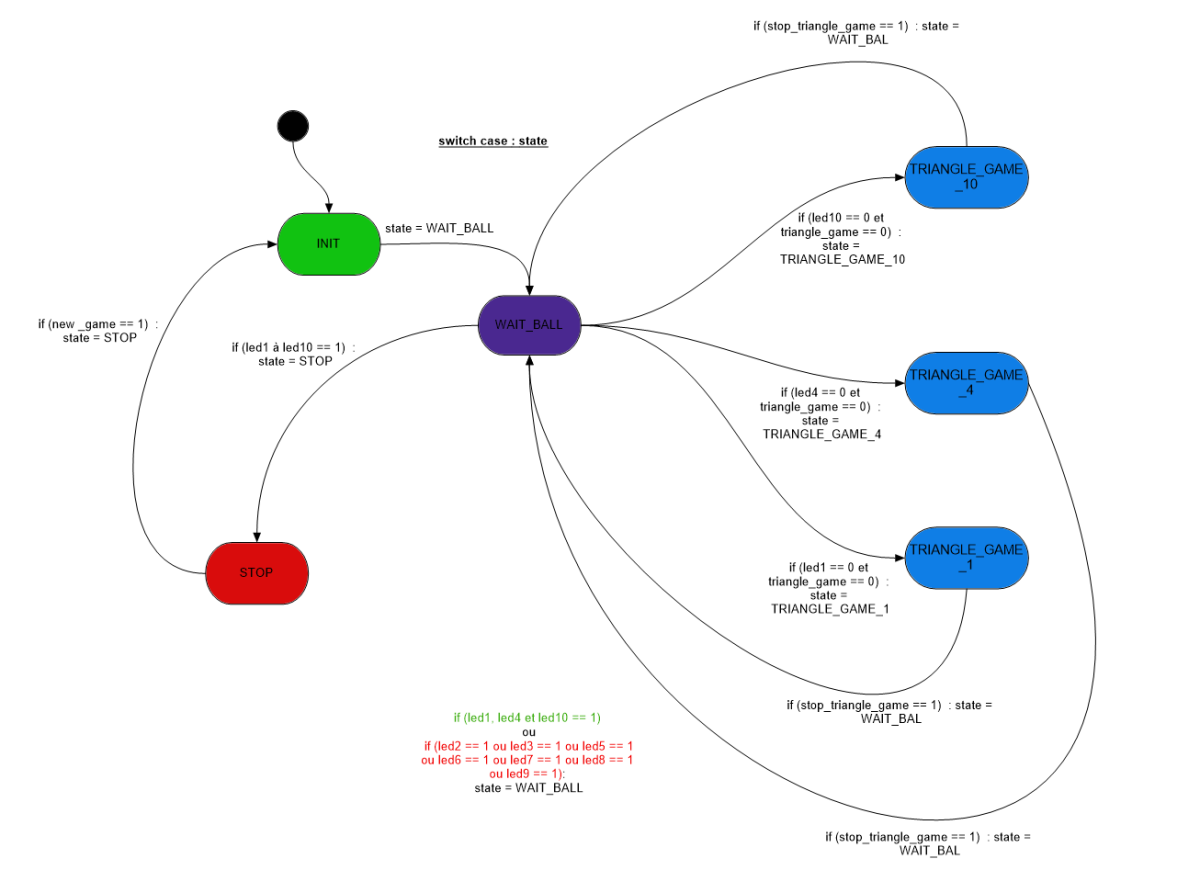 if (stop_triangle_game == 1)  : state =
WAIT_BAL
switch case : state
TRIANGLE_GAME
_10
if (led10 == 0 et
triangle_game == 0)  :
state =
TRIANGLE_GAME_10
INIT
state = WAIT_BALL
if (new _game == 1)  :
state = STOP
if (led1 à led10 == 1)  :
state = STOP
WAIT_BALL
TRIANGLE_GAME
_4
if (led4 == 0 et
triangle_game == 0)  :
state =
TRIANGLE_GAME_4
STOP
TRIANGLE_GAME
_1
if (led1 == 0 et
triangle_game == 0)  :
state =
TRIANGLE_GAME_1
if (stop_triangle_game == 1)  : state =
WAIT_BAL
if (led1, led4 et led10 == 1)
ou
if (led2 == 1 ou led3 == 1 ou led5 == 1
ou led6 == 1 ou led7 == 1 ou led8 == 1
ou led9 == 1):
state = WAIT_BALL
if (stop_triangle_game == 1)  : state =
WAIT_BAL